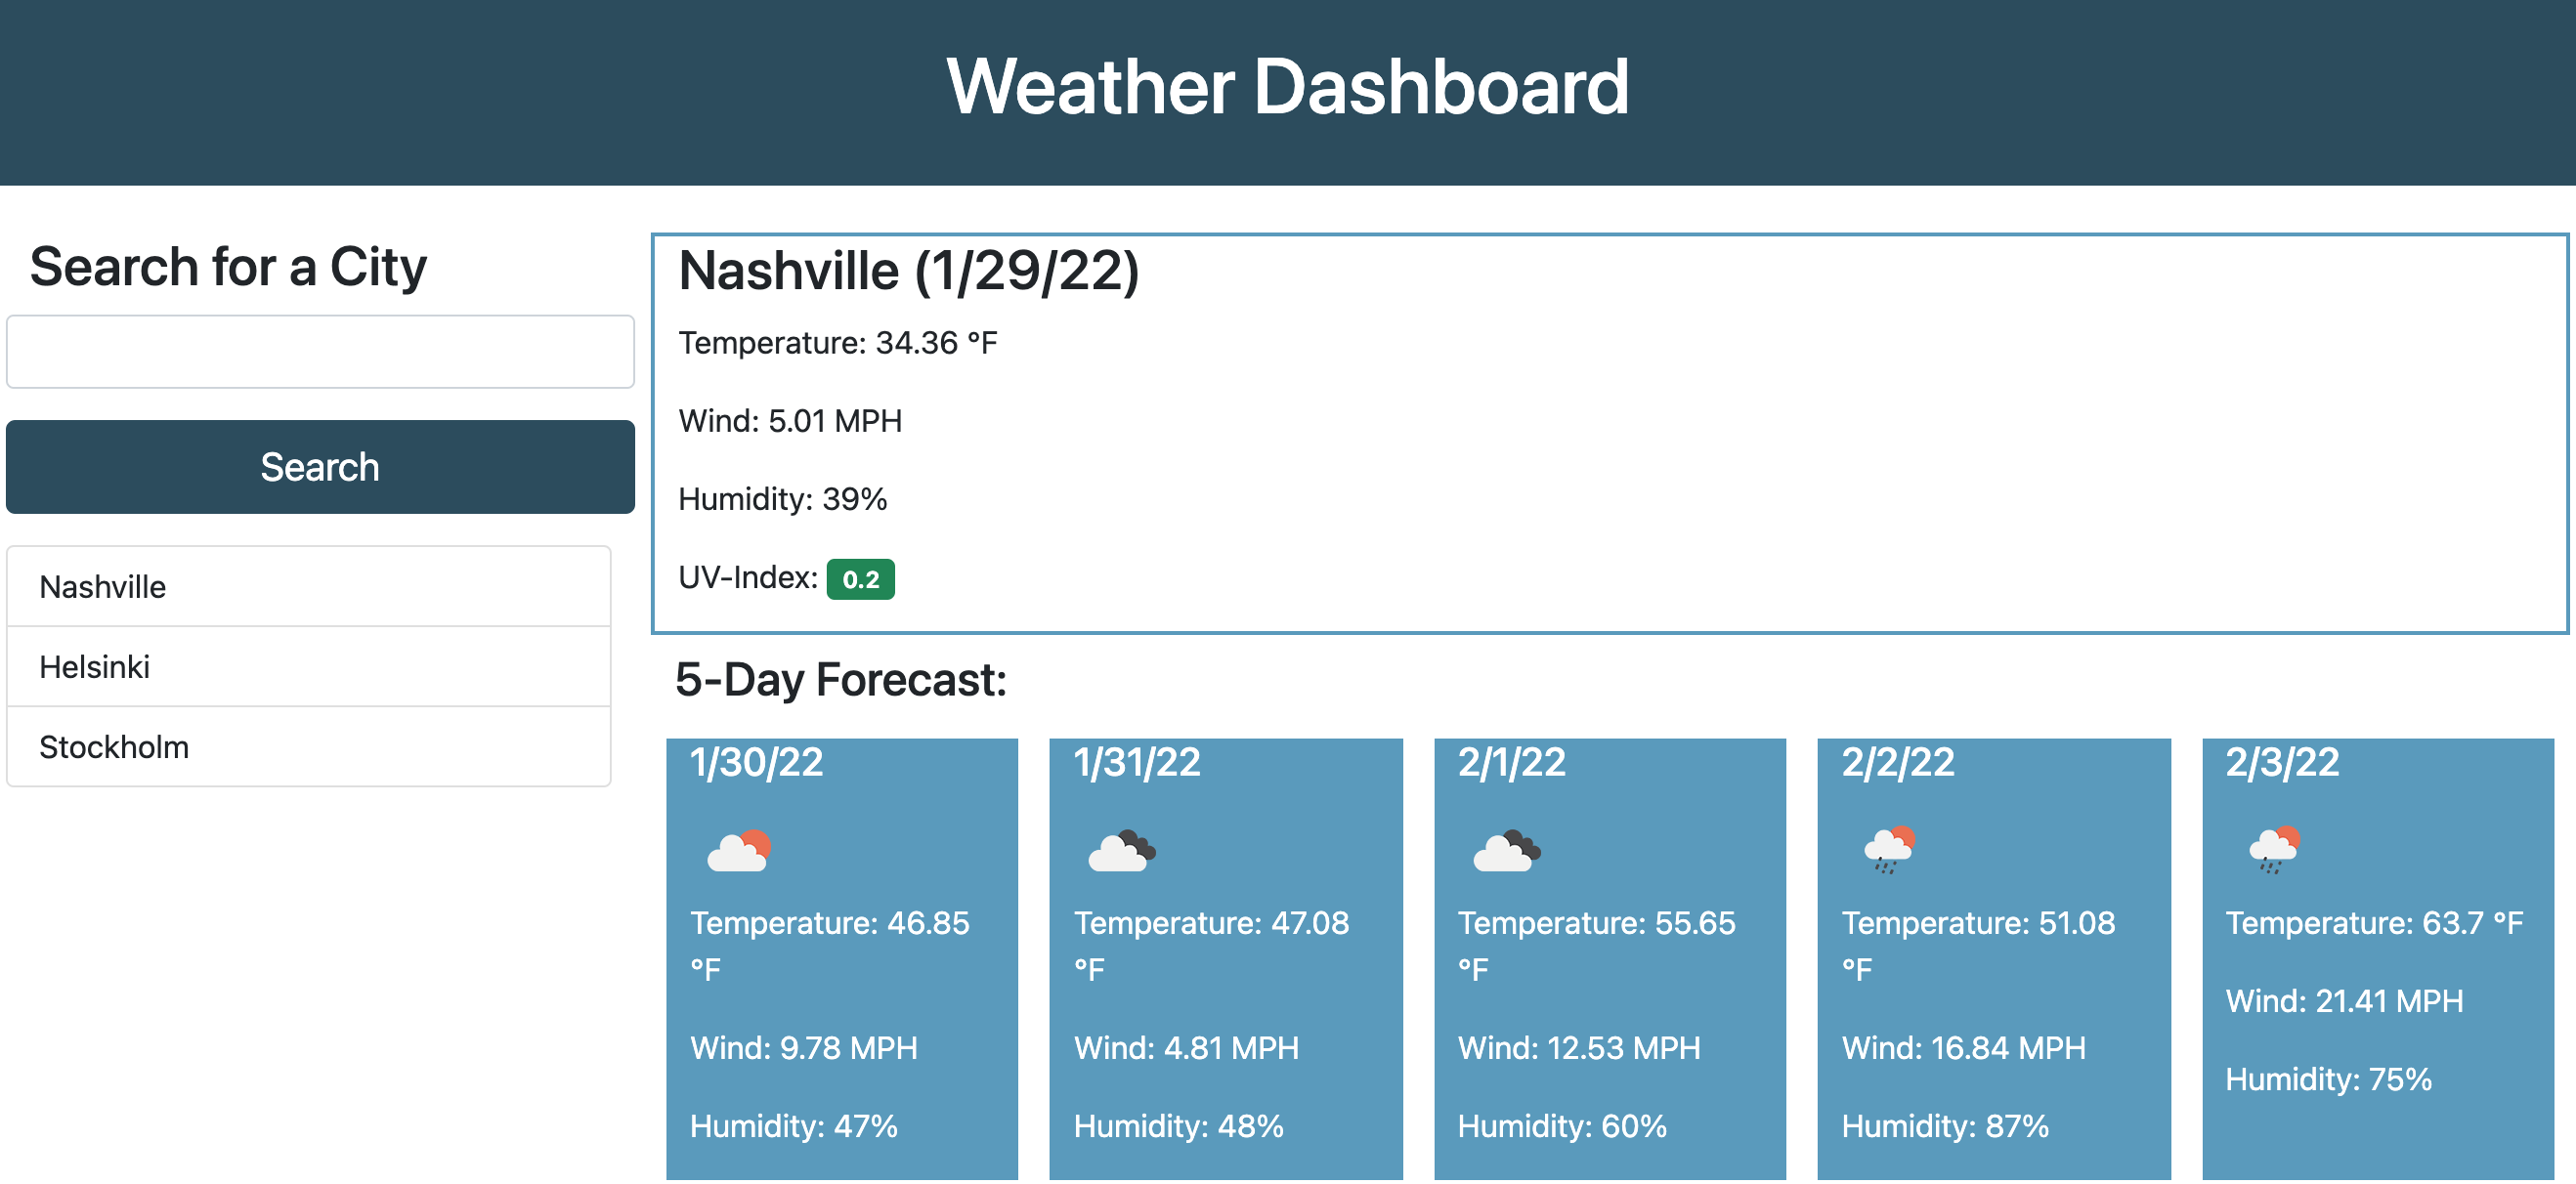 Weather Dashboard
Search for a City
Search
Nashville
Helsinki
Stockholm
Nashville (1/29/22)
Temperature: 34.36 °F
Wind: 5.01 MPH
Humidity: 39%
UV-Index: 0.2
5-Day Forecast:
1/30/22
Temperature: 46.85
°F
Wind: 9.78 MPH
Humidity: 47%
1/31/22
Temperature: 47.08
°F
Wind: 4.81 MPH
Humidity: 48%
2/1/22
Temperature: 55.65
°F
Wind: 12.53 MPH
Humidity: 60%
2/2/22
Temperature: 51.08
°F
Wind: 16.84 MPH
Humidity: 87%
2/3/22
Temperature: 63.7 °F
Wind: 21.41 MPH
Humidity: 75%